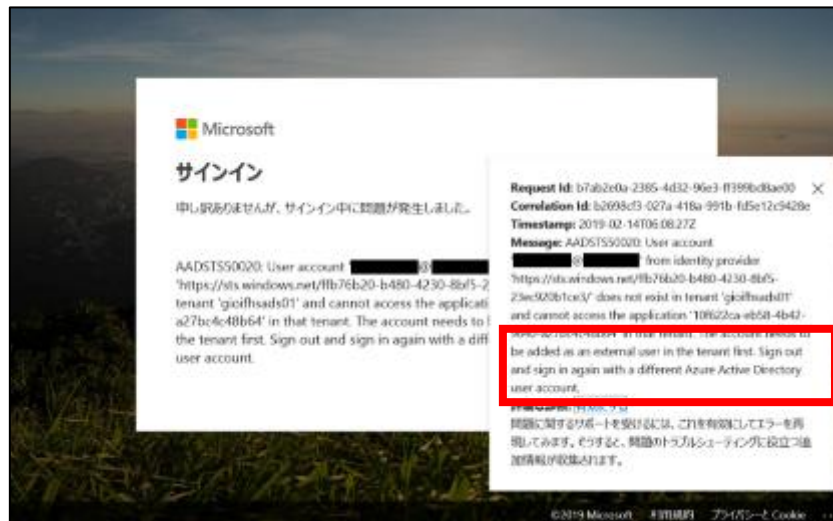 Microsoft
サインイン
申し訳ありませんが、サインイン中に問題が発生しました。
AADSTS50020: User account '
@
'https://sts.windows.net/ffb76b20-b480-4230-8bf5-2
tenant 'gioifhsads01' and cannot access the applicati
a27bc4c48b64' in that tenant. The account needs to
the tenant first. Sign out and sign in again with a diff
user account.
Request Id: b7ab2e0a-2385-4d32-96e3-ff399bd8ae00
Correlation Id: b2698cf3-027a-418a-991b-fd5e12c9428e
Timestamp: 2019-02-14T06:08:27Z
Message: AADSTS50020: User account
'@' from identity provider
'https://sts.windows.net/ffb76b20-b480-4230-8bf5-
23ec920b1ce3/' does not exist in tenant 'gioifhsads01'
and cannot access the application '10f622ca-eb58-4b42-
in that tenant. The account needs to
be added as an external user in the tenant first. Sign out
and sign in again with a different Azure Active Directory
user account.
問題に関するサポートを受けるには、これを有効にしてエラーを再
現してみます。そうすると、問題のトラブルシューティングに役立つ追
加情報が収集されます。
©2019 Microsoft 利用規約 プライバシーと Cookie